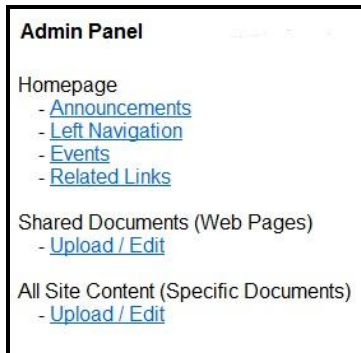 Admin Panel
Homepage
- Announcements
- Left Navigation
- Events
- Related Links
Shared Documents (Web Pages)
- Upload / Edit
All Site Content (Specific Documents)
- Upload / Edit